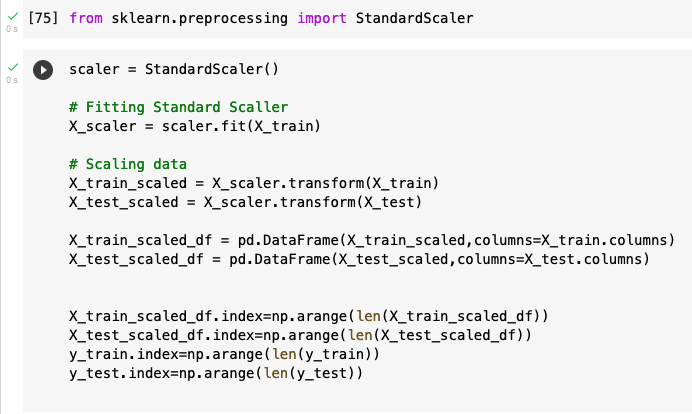 [75] from sklearn.preprocessing import StandardScaler
0 s
0 s
scaler = StandardScaler()
# Fitting Standard Scaller
X_scaler = scaler.fit(X_train)
# Scaling data
X_train_scaled = X_scaler.transform(X_train)
X_test_scaled = X_scaler.transform(X_test)
X_train_scaled_df = pd.DataFrame(X_train_scaled,columns=X_train.columns)
X_test_scaled_df = pd.DataFrame(X_test_scaled,columns=X_test.columns)
X_train_scaled_df.index=np.arange(len(X_train_scaled_df))
X_test_scaled_df.index=np.arange(len(X_test_scaled_df))
y_train.index=np.arange(len(y_train))
y_test.index=np.arange(len(y_test))